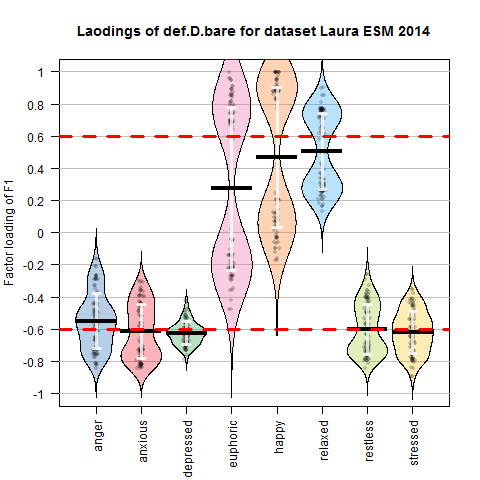 Laodings of def.D.bare for dataset Laura ESM 2014
Factor loading of F1
1
0.8
0.6
0.4
0.2
0
-0.2
-0.4
-0.6
-0.8
-1
anger
anxious
depressed
euphoric
happy
relaxed
restless
stressed